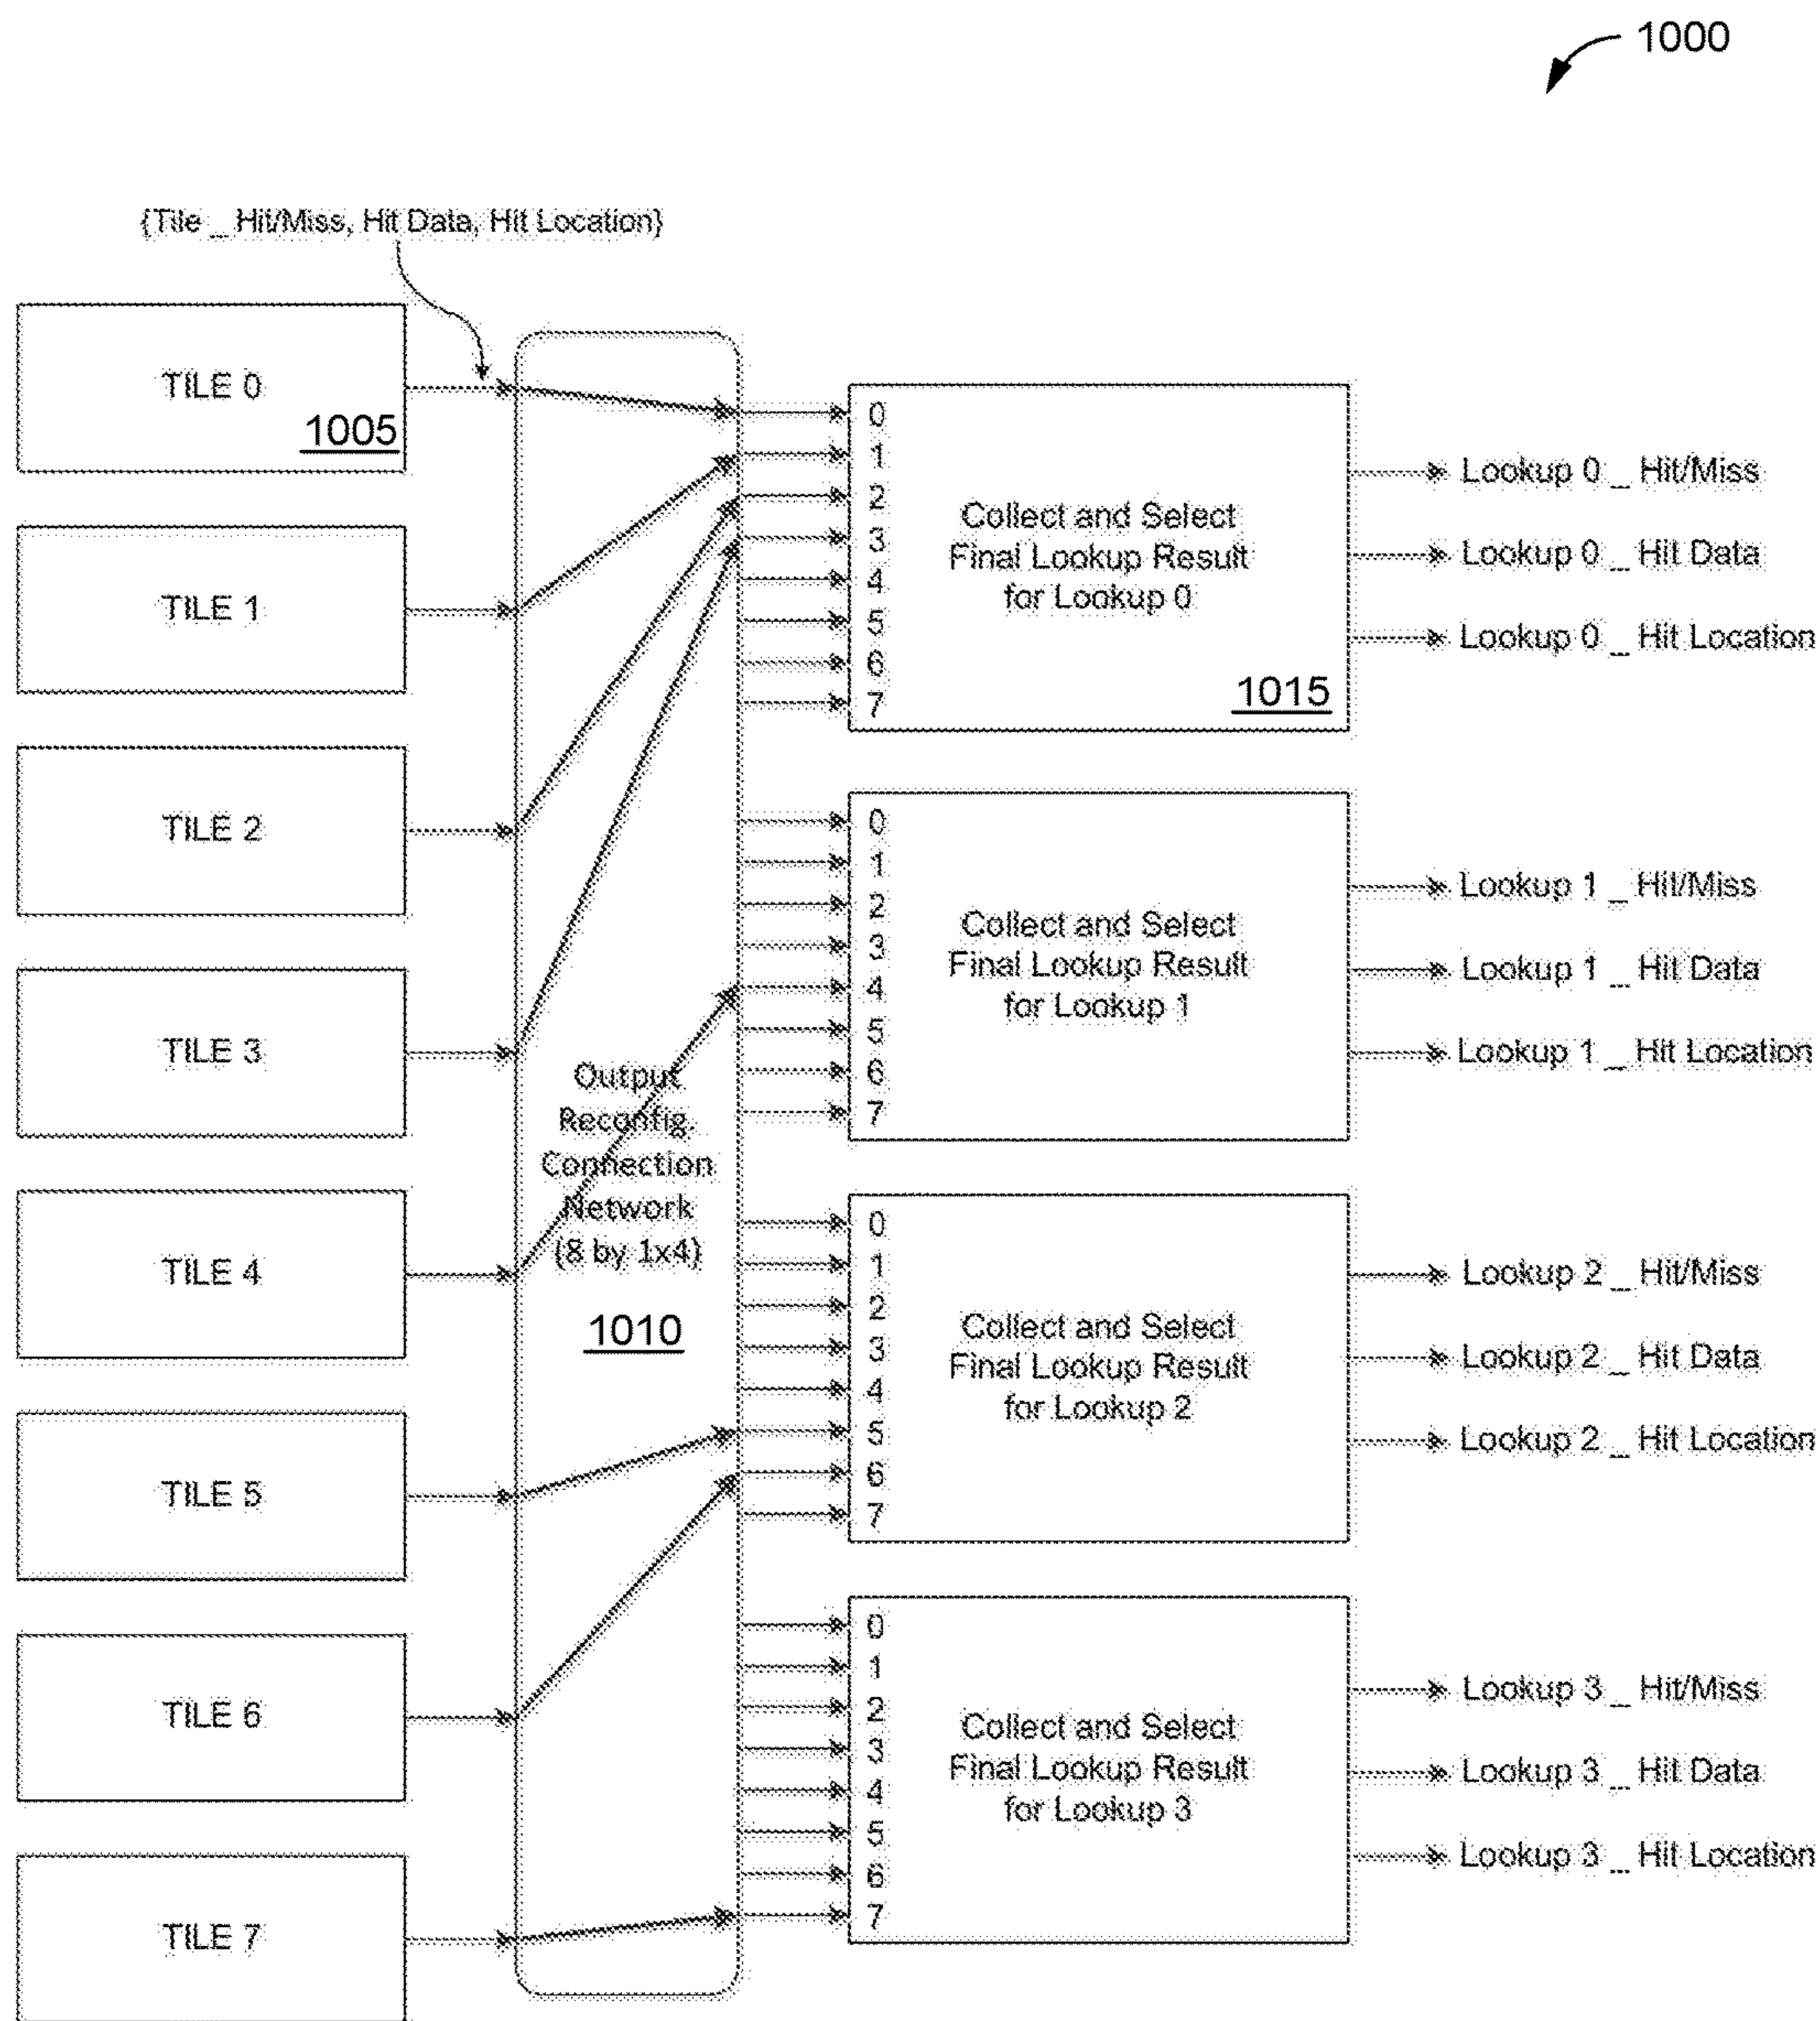 1000
{Tile _ Hit/Miss, Hit Data, Hit Location}
TILE 0
1005
TILE 1
TILE 2
TILE 3
TILE 4
TILE 5
TILE 6
TILE 7
Output
Reconfig.
Connection
Network
(8 by 1x4)
1010
0
1
2
3
4
5
6
7
Collect and Select
Final Lookup Result
for Lookup 0
1015
Lookup 0 _ Hit/Miss
Lookup 0 _ Hit Data
Lookup 0 _ Hit Location
0
1
2
3
4
5
6
7
Collect and Select
Final Lookup Result
for Lookup 1
Lookup 1 _ Hit/Miss
Lookup 1 _ Hit Data
Lookup 1 _ Hit Location
0
1
2
3
4
5
6
7
Collect and Select
Final Lookup Result
for Lookup 2
Lookup 2 _ Hit/Miss
Lookup 2 _ Hit Data
Lookup 2 _ Hit Location
0
1
2
3
4
5
6
7
Collect and Select
Final Lookup Result
for Lookup 3
Lookup 3 _ Hit/Miss
Lookup 3 _ Hit Data
Lookup 3 _ Hit Location